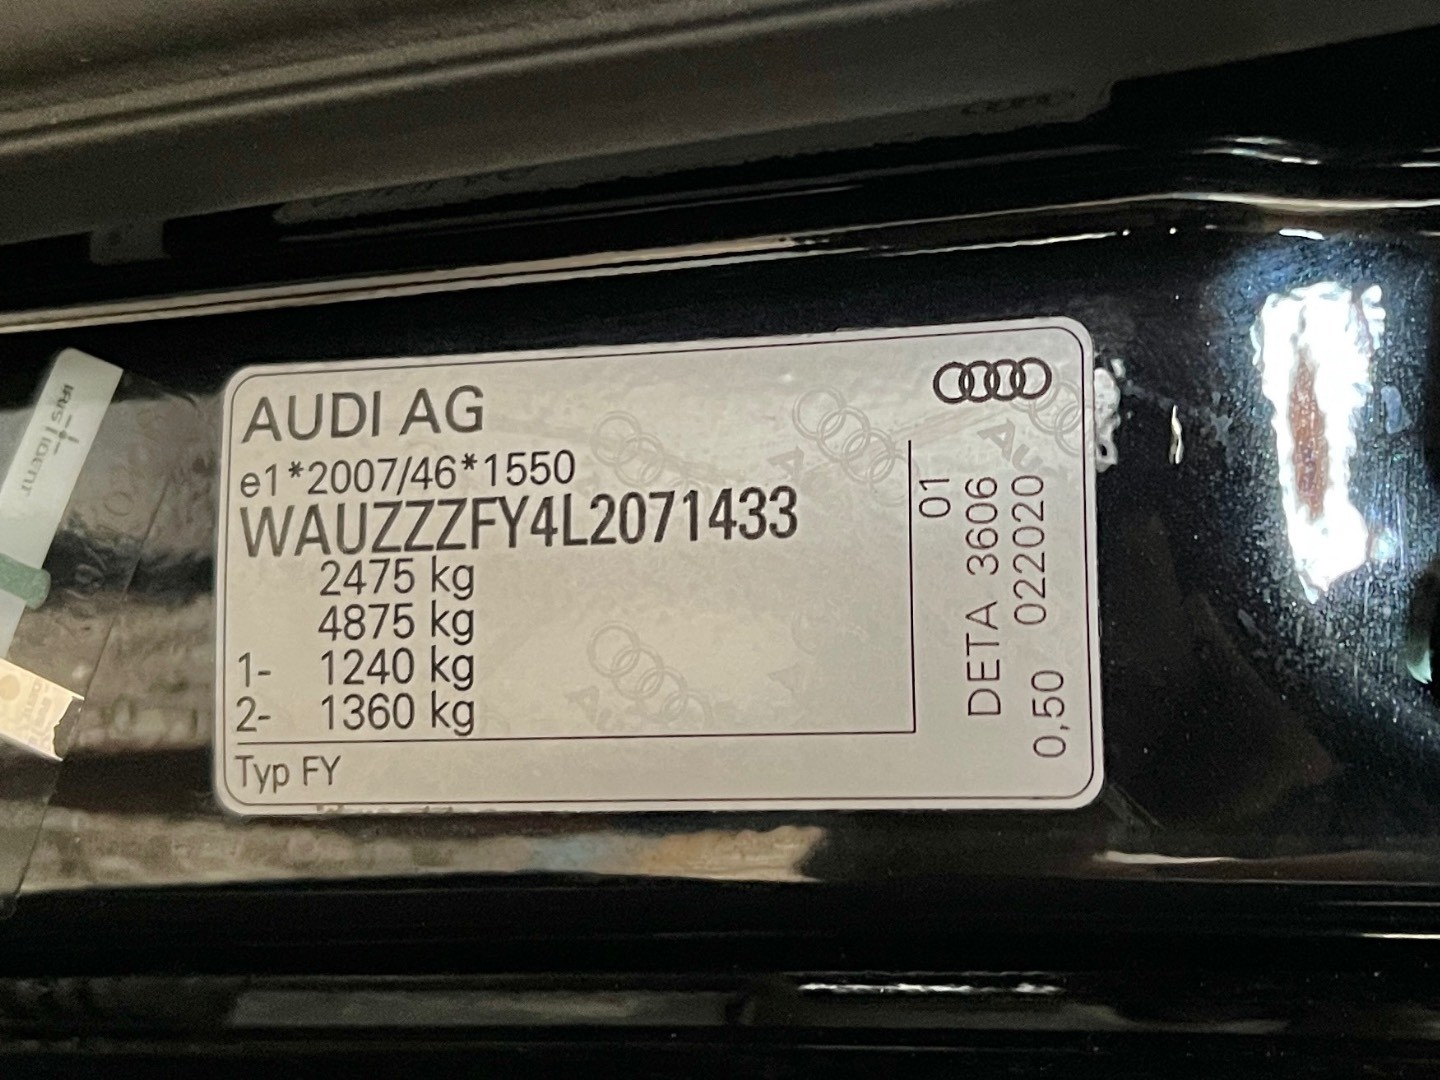 AUDI AG
e1*2007/46*1550
WAUZZZFY4L2071433
2475 kg
4875 kg
1- 1240 kg
2- 1360 kg
Typ FY
01
DETA 3606
0,50 022020